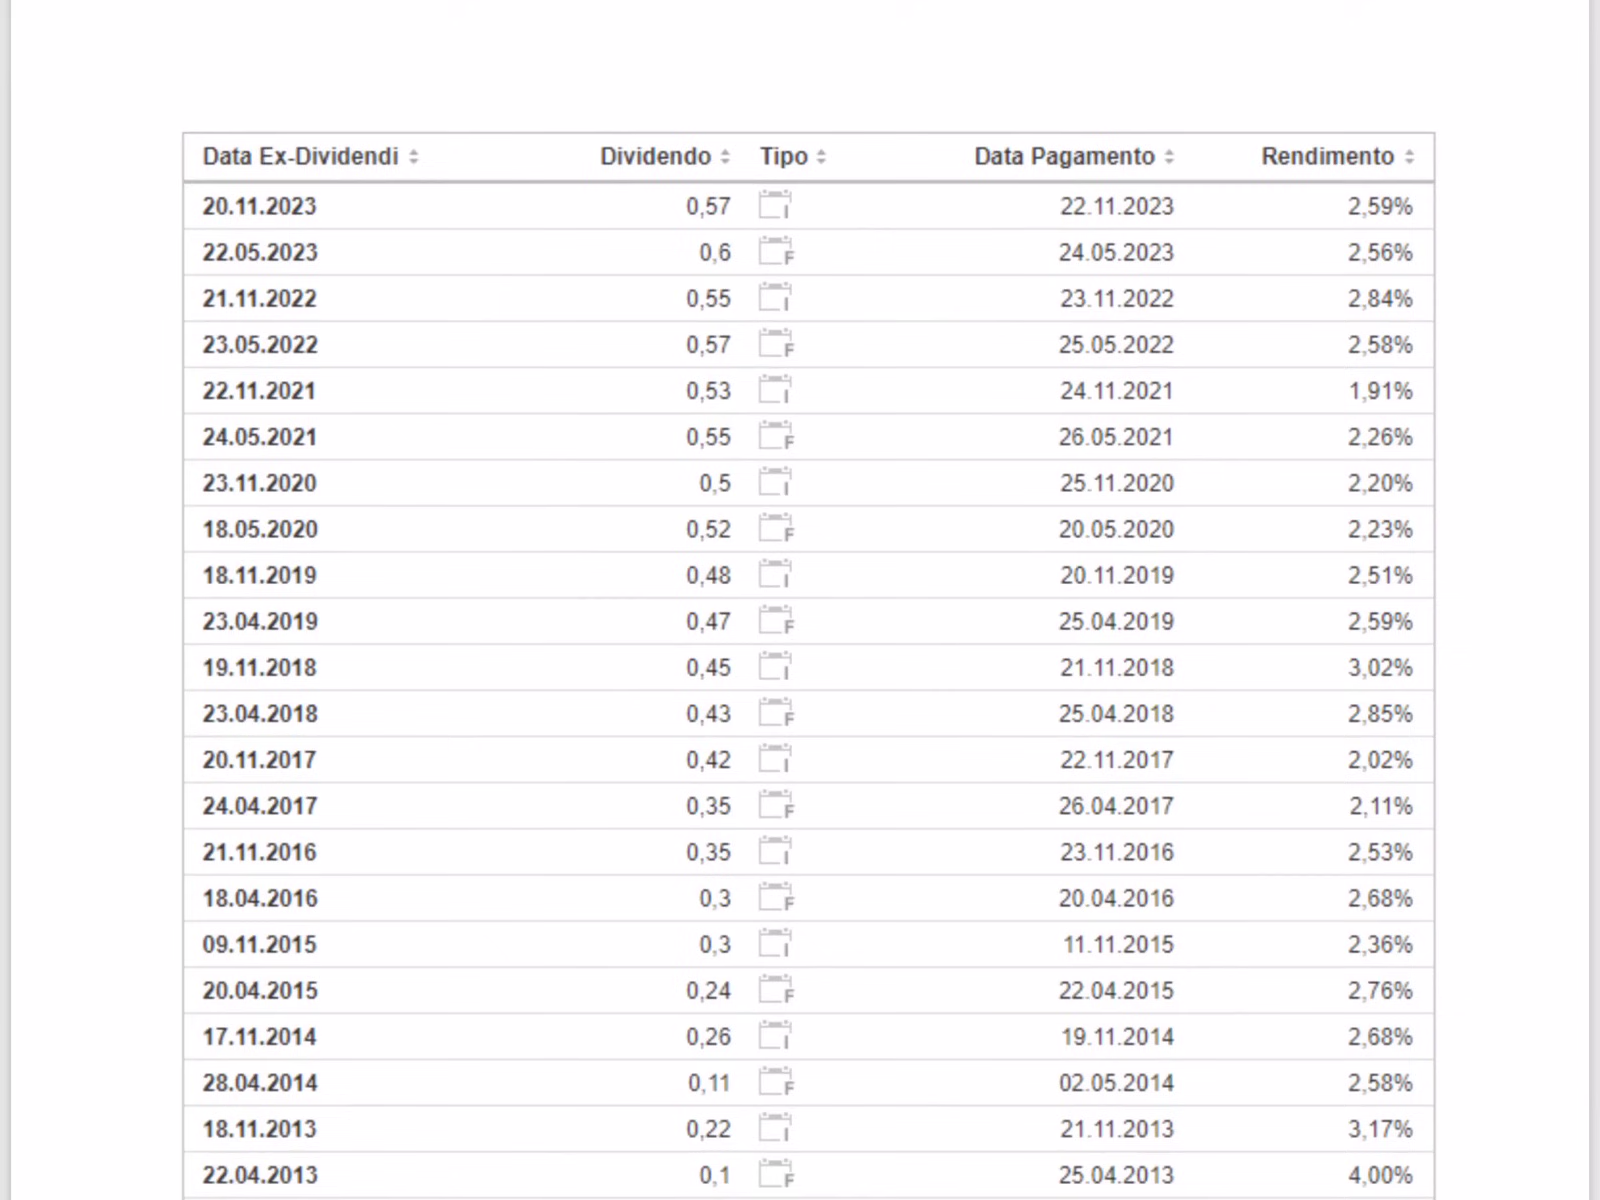 Data Ex-Dividendi Dividendo Tipo Data Pagamento Rendimento
20.11.2023 0,57 I 22.11.2023 2,59%
22.05.2023 0,6 F 24.05.2023 2,56%
21.11.2022 0,55 I 23.11.2022 2,84%
23.05.2022 0,57 F 25.05.2022 2,58%
22.11.2021 0,53 I 24.11.2021 1,91%
24.05.2021 0,55 F 26.05.2021 2,26%
23.11.2020 0,5 I 25.11.2020 2,20%
18.05.2020 0,52 F 20.05.2020 2,23%
18.11.2019 0,48 I 20.11.2019 2,51%
23.04.2019 0,47 F 25.04.2019 2,59%
19.11.2018 0,45 I 21.11.2018 3,02%
23.04.2018 0,43 F 25.04.2018 2,85%
20.11.2017 0,42 I 22.11.2017 2,02%
24.04.2017 0,35 F 26.04.2017 2,11%
21.11.2016 0,35 I 23.11.2016 2,53%
18.04.2016 0,3 F 20.04.2016 2,68%
09.11.2015 0,3 I 11.11.2015 2,36%
20.04.2015 0,24 F 22.04.2015 2,76%
17.11.2014 0,26 I 19.11.2014 2,68%
28.04.2014 0,11 F 02.05.2014 2,58%
18.11.2013 0,22 I 21.11.2013 3,17%
22.04.2013 0,1 F 25.04.2013 4,00%